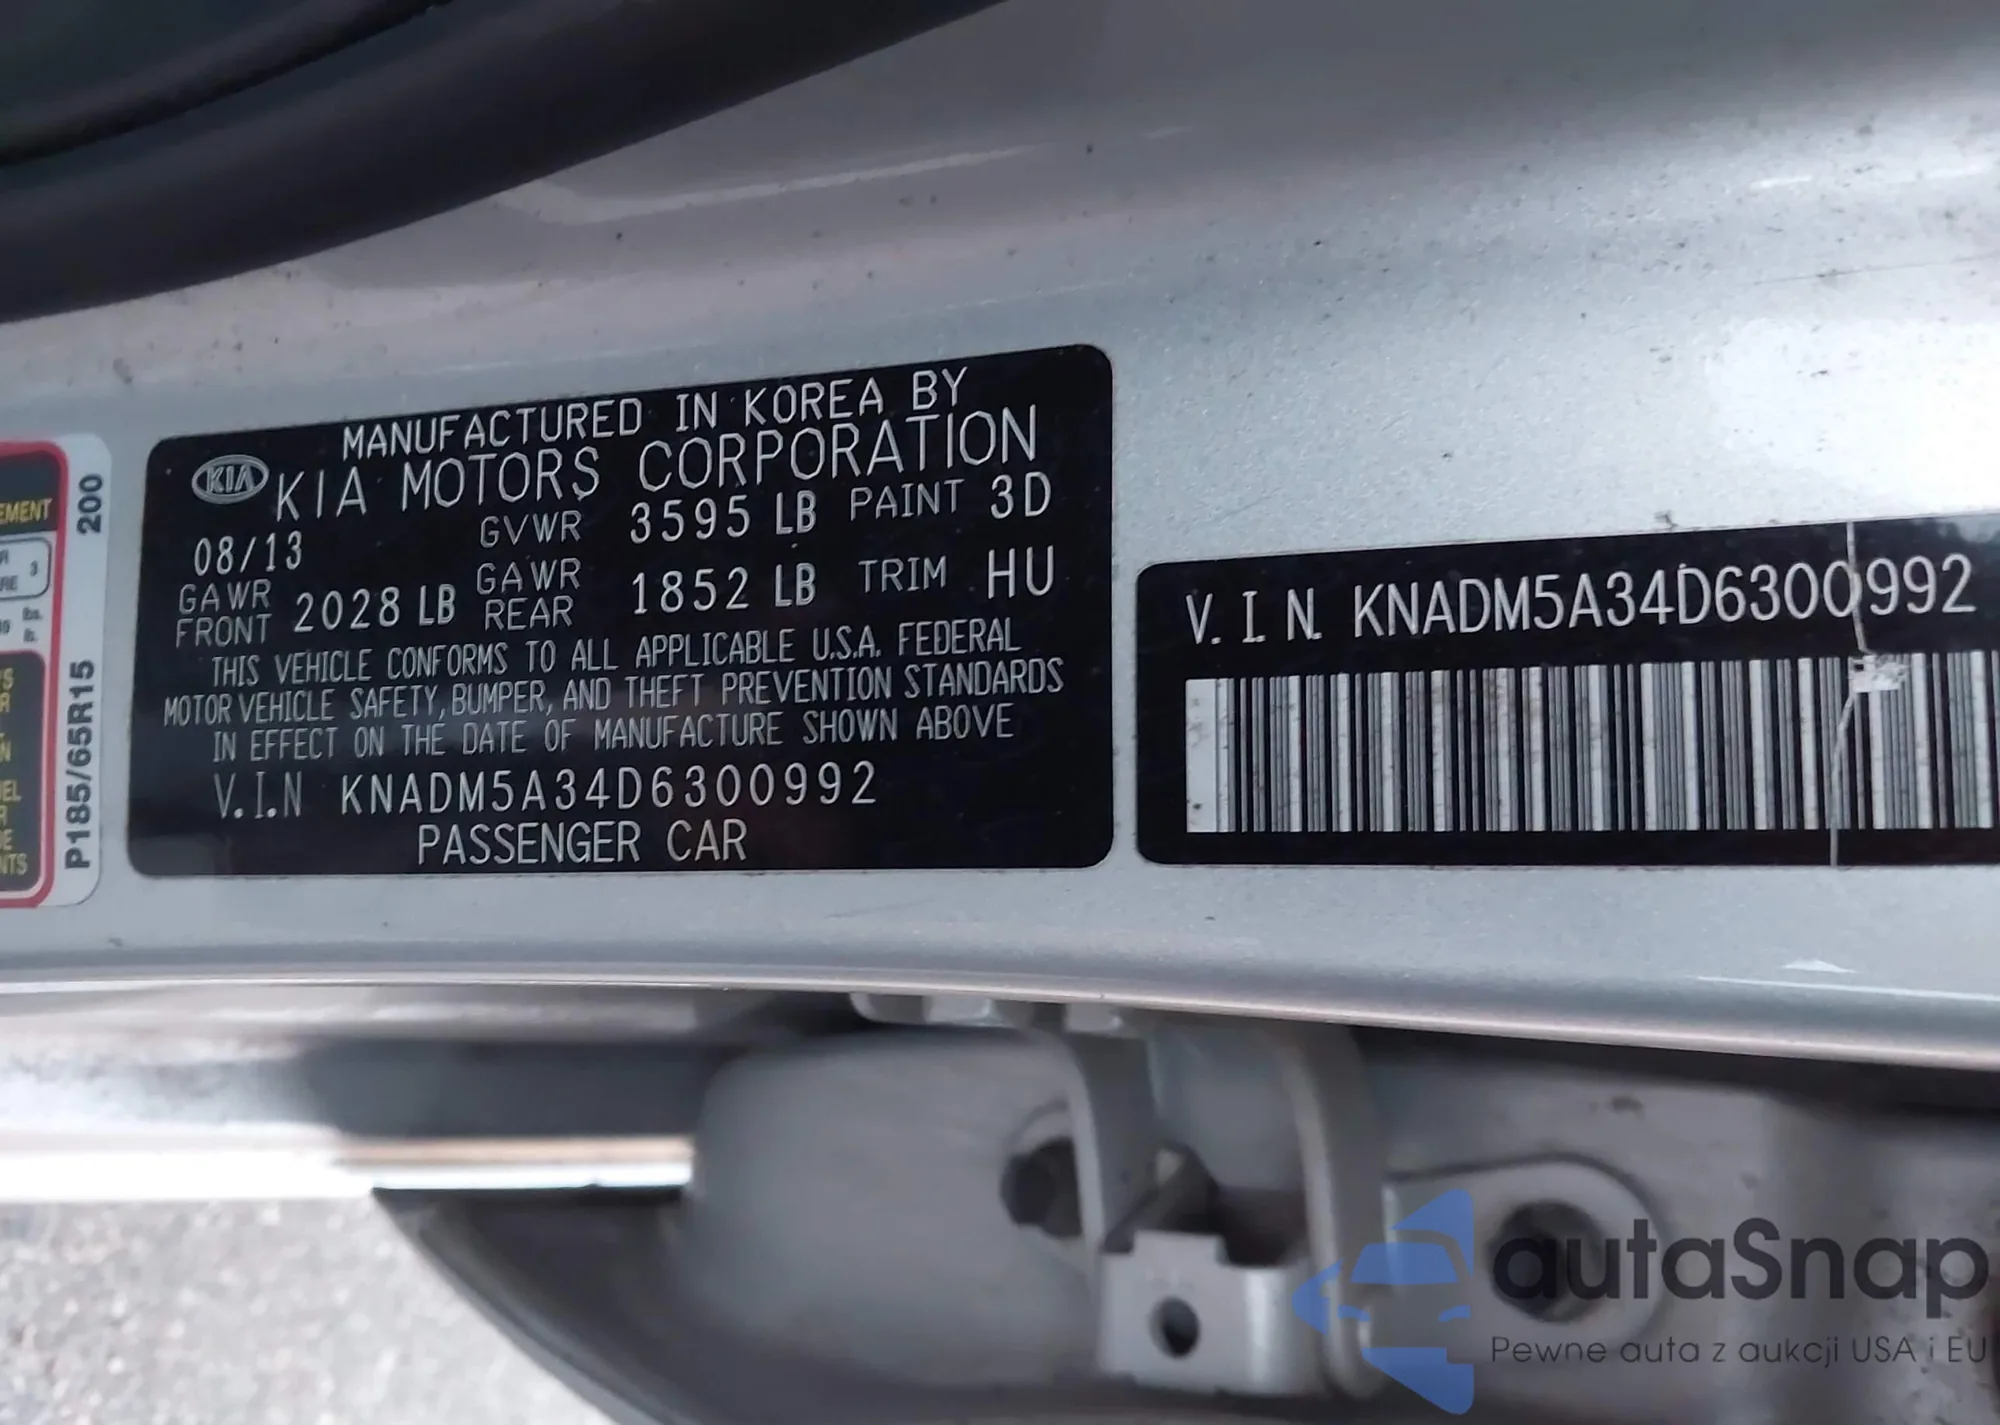 MANUFACTURED IN KOREA BY
KIA KIA MOTORS CORPORATION
08/13 GVWR 3595 LB PAINT 3D
GAWR FRONT 2028 LB GAWR REAR 1852 LB TRIM HU
THIS VEHICLE CONFORMS TO ALL APPLICABLE U.S.A. FEDERAL
MOTOR VEHICLE SAFETY, BUMPER, AND THEFT PREVENTION STANDARDS
IN EFFECT ON THE DATE OF MANUFACTURE SHOWN ABOVE
V.I.N KNADM5A34D6300992
PASSENGER CAR
V.I.N. KNADM5A34D6300992
P185/65R15 200
3
lbs.
autaSnap
Pewne auta z aukcji USA i EU